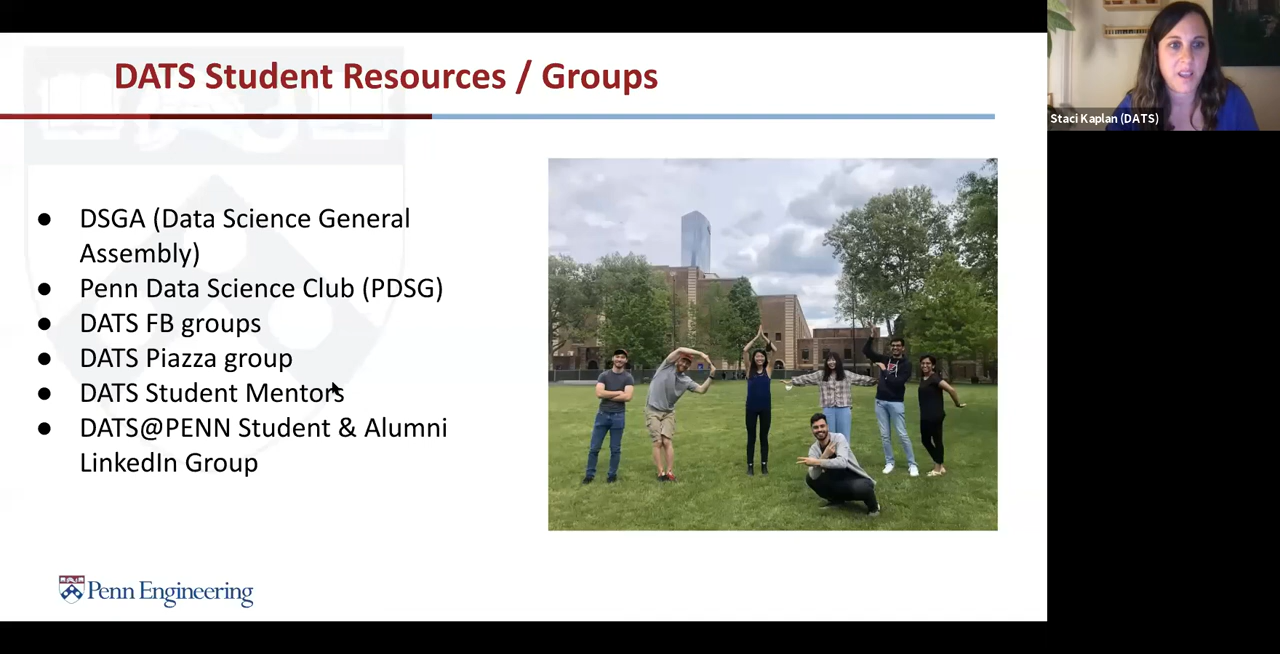 DATS Student Resources / Groups
Staci Kaplan (DATS)
● DSGA (Data Science General
Assembly)
● Penn Data Science Club (PDSG)
● DATS FB groups
● DATS Piazza group
● DATS Student Mentors
● DATS@PENN Student & Alumni
LinkedIn Group
Penn Engineering